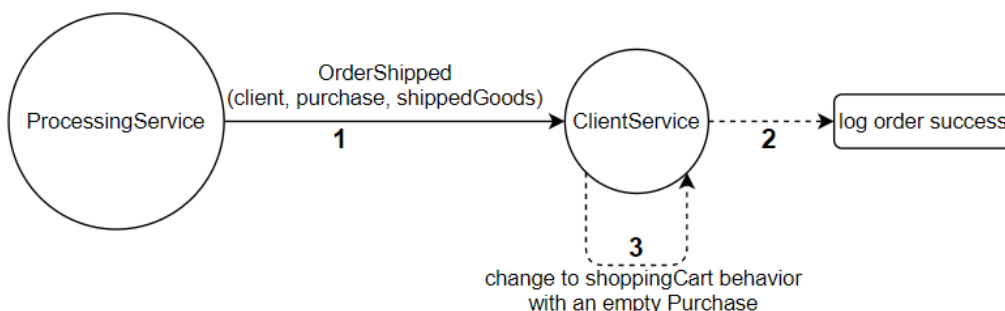 OrderShipped
(client, purchase, shippedGoods)
ProcessingService
ClientService
log order success
1
2
3
change to shoppingCart behavior
with an empty Purchase